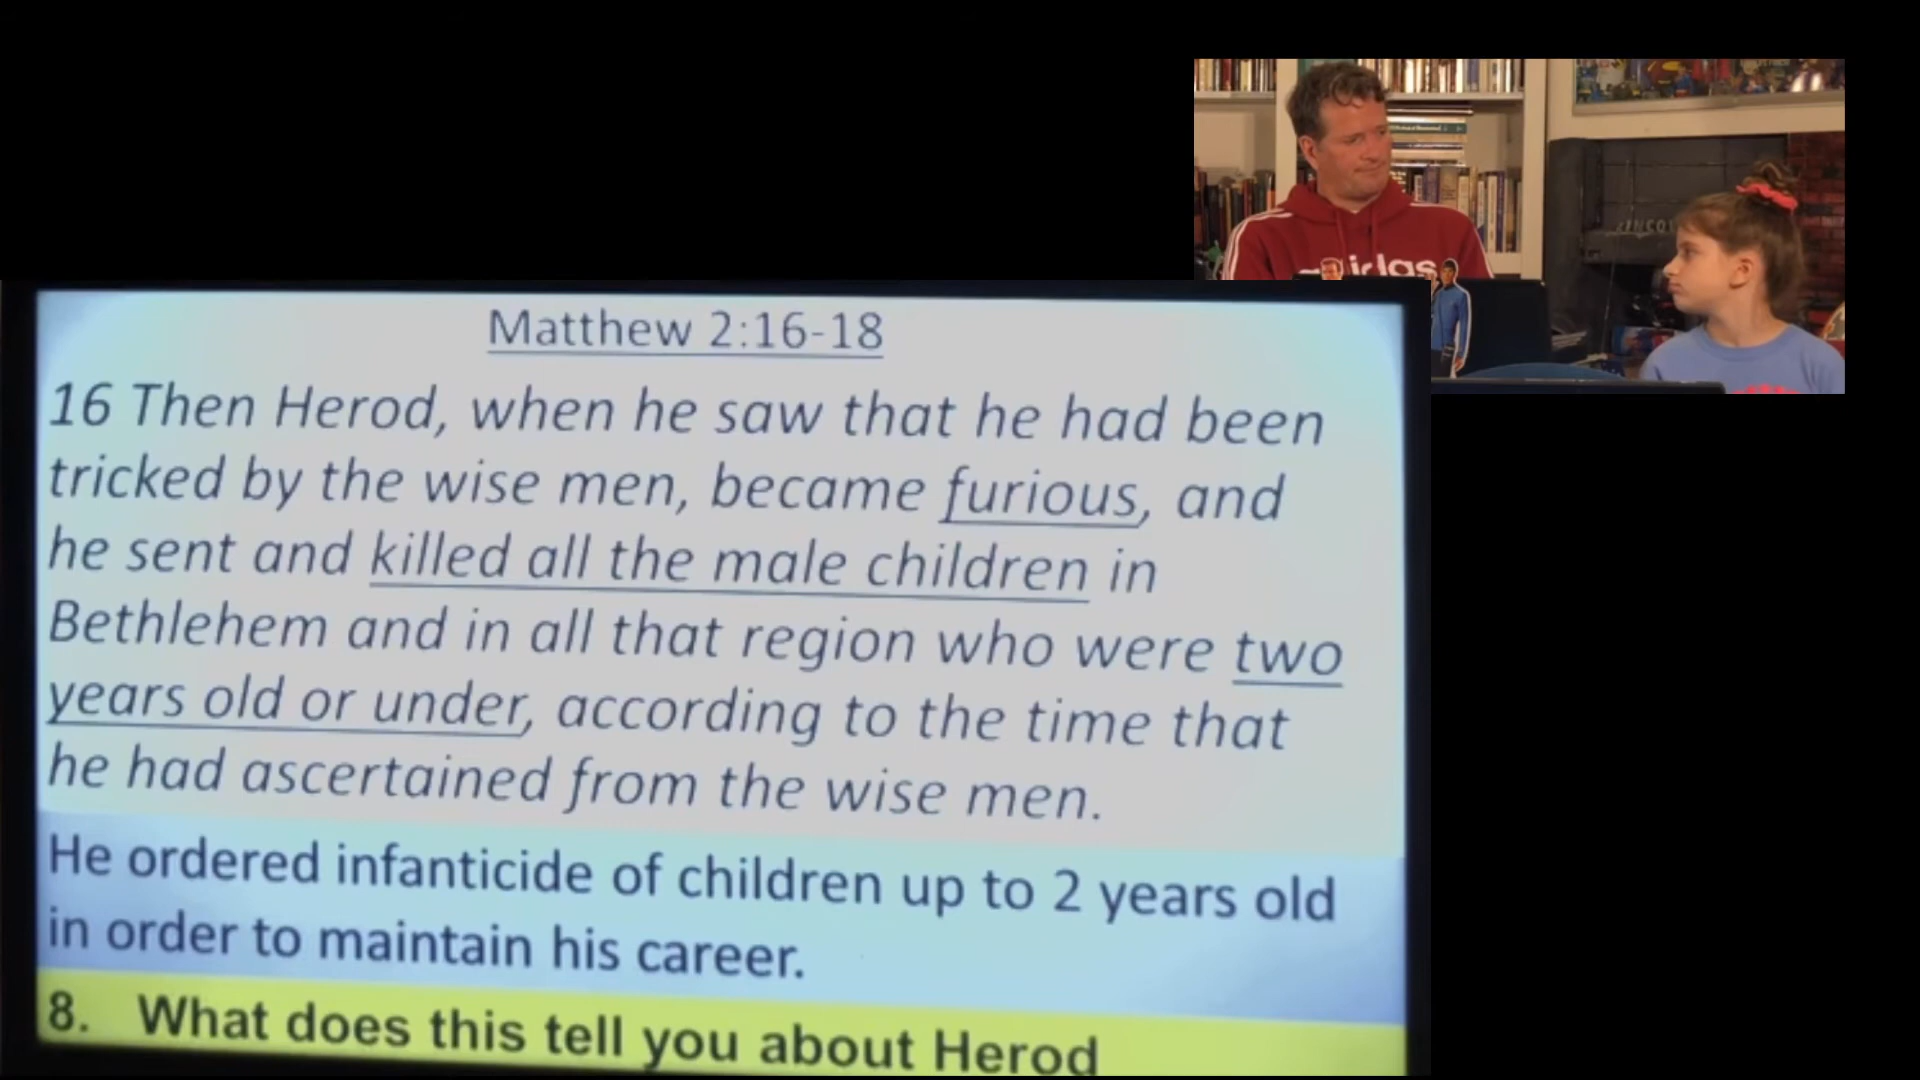 Matthew 2:16-18
16 Then Herod, when he saw that he had been
tricked by the wise men, became furious, and
he sent and killed all the male children in
Bethlehem and in all that region who were two
years old or under, according to the time that
he had ascertained from the wise men.
He ordered infanticide of children up to 2 years old
in order to maintain his career.
8. What does this tell you about Herod